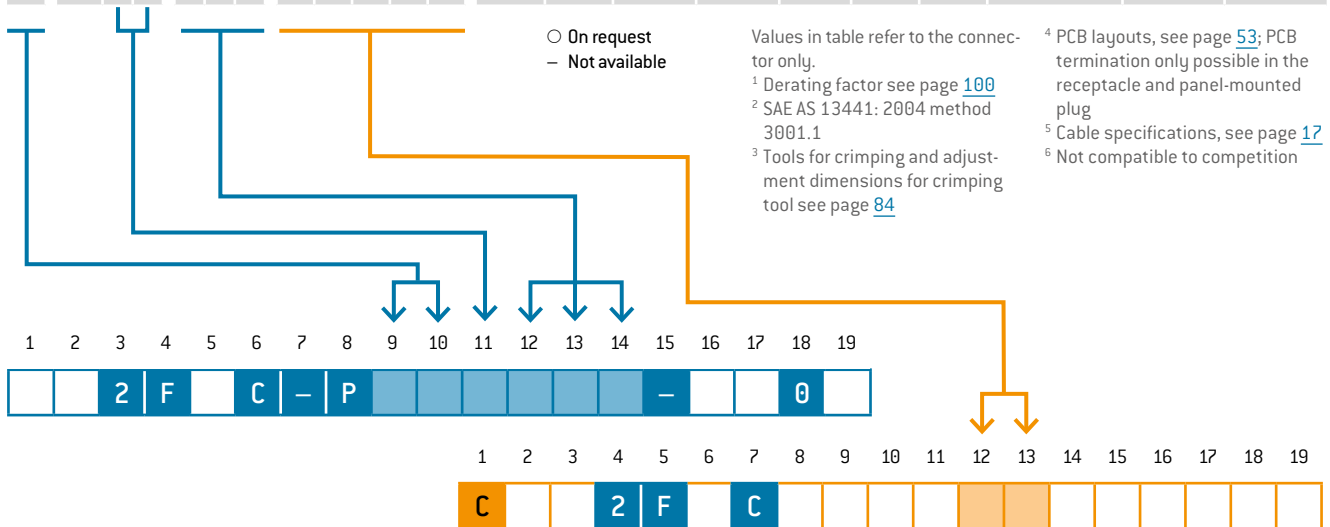 ○ On request
– Not available
Values in table refer to the connec-
tor only.
¹ Derating factor see page 100
² SAE AS 13441: 2004 method
3001.1
³ Tools for crimping and adjust-
ment dimensions for crimping
tool see page 84
⁴ PCB layouts, see page 53; PCB
termination only possible in the
receptacle and panel-mounted
plug
⁵ Cable specifications, see page 17
⁶ Not compatible to competition
1 2 3 4 5 6 7 8 9 10 11 12 13 14 15 16 17 18 19
2 F C – P – 0
1 2 3 4 5 6 7 8 9 10 11 12 13 14 15 16 17 18 19
C 2 F C